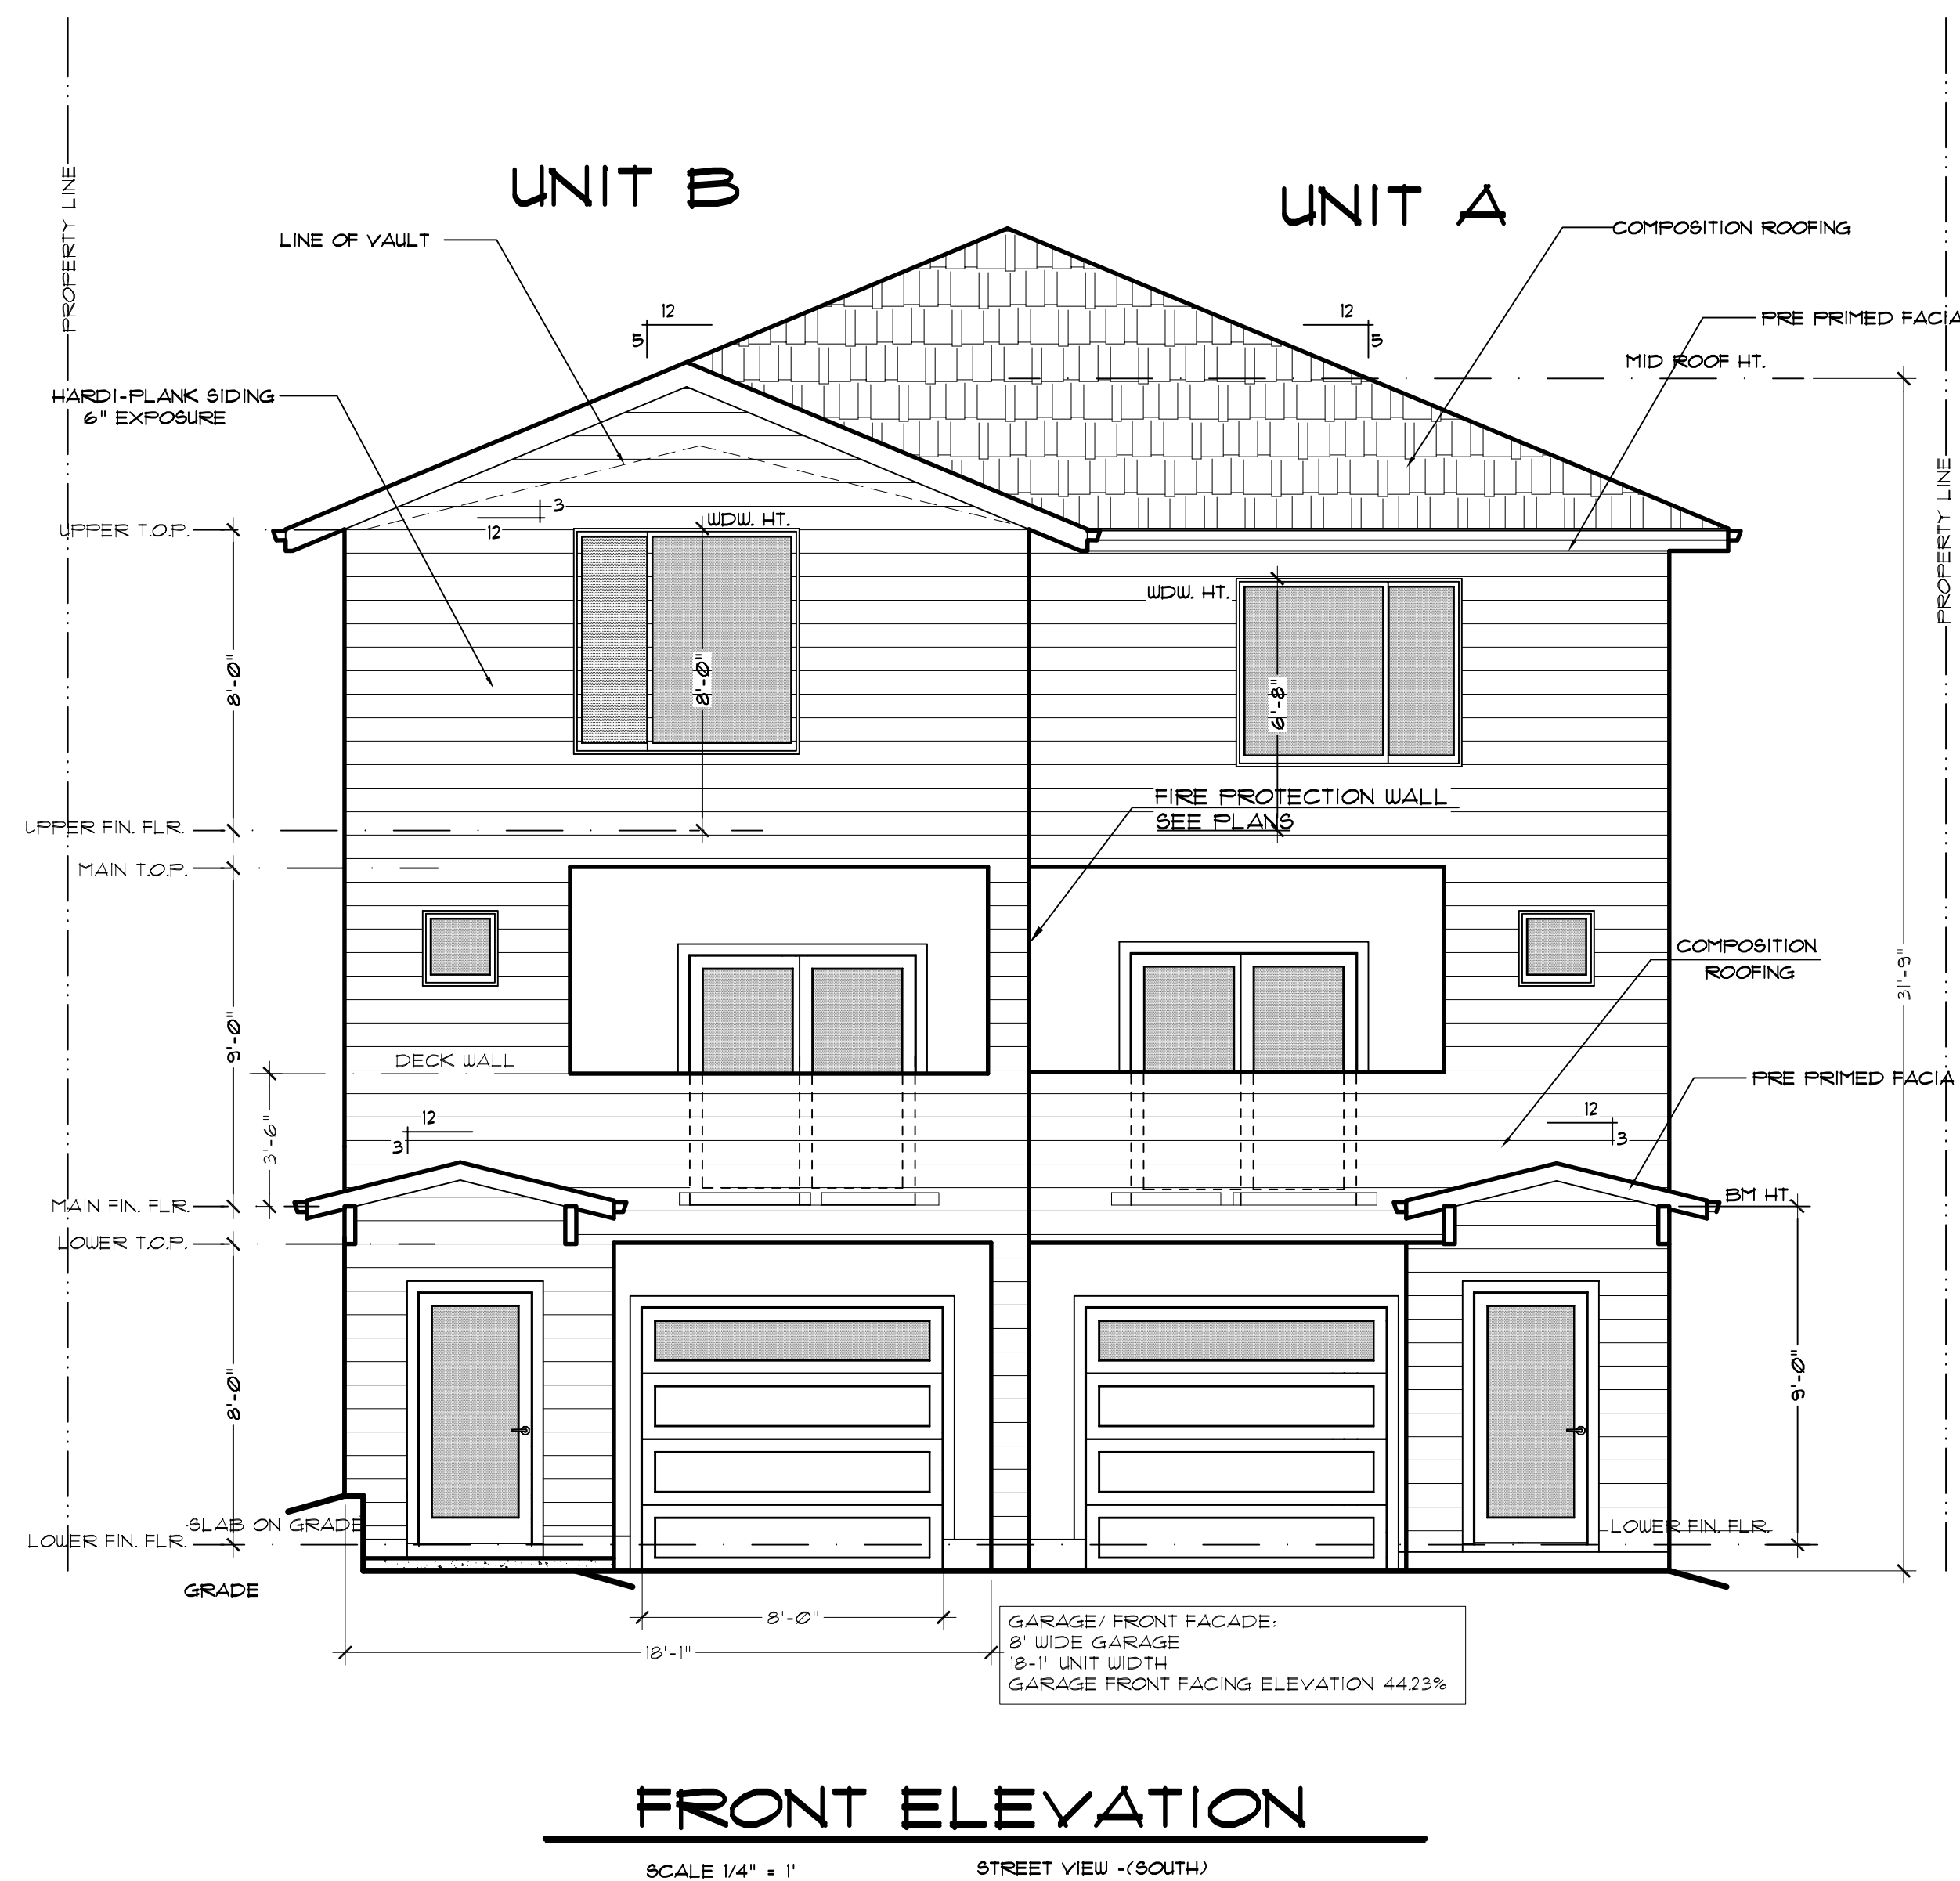 UNIT B
UNIT A
PROPERTY LINE
LINE OF VAULT
COMPOSITION ROOFING
12
5
12
5
PRE PRIMED FACIA
MID ROOF HT.
HARDI-PLANK SIDING
6" EXPOSURE
PROPERTY LINE
3
12
WDW. HT.
UPPER T.O.P.
WDW. HT.
8'-0"
8'-0"
6'-8"
FIRE PROTECTION WALL
SEE PLANS
UPPER FIN. FLR.
MAIN T.O.P.
COMPOSITION
ROOFING
31'-9"
9'-0"
DECK WALL
PRE PRIMED FACIA
12
3
12
3
3'-6"
BM HT.
MAIN FIN. FLR.
LOWER T.O.P.
8'-0"
9'-0"
SLAB ON GRADE
LOWER FIN. FLR.
LOWER FIN. FLR.
GRADE
8'-0"
18'-1"
GARAGE/ FRONT FACADE:
8' WIDE GARAGE
18-1" UNIT WIDTH
GARAGE FRONT FACING ELEVATION 44.23%
FRONT ELEVATION
SCALE 1/4" = 1'
STREET VIEW -(SOUTH)